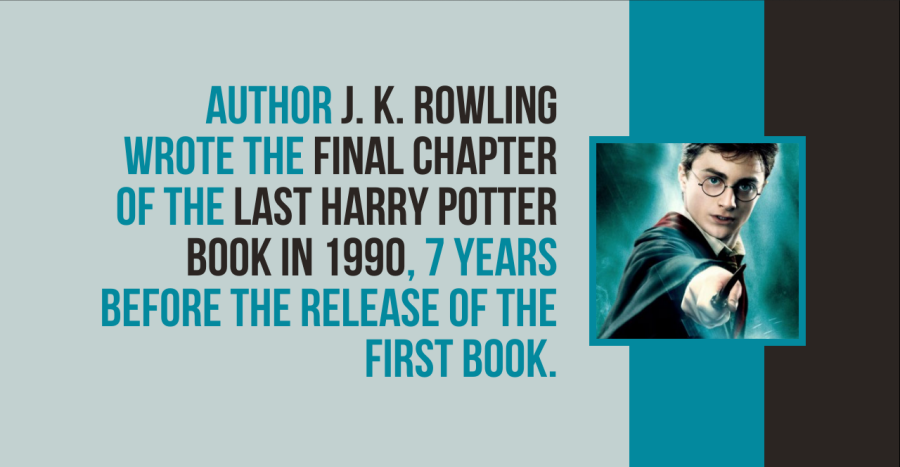 AUTHOR J. K. ROWLING
WROTE THE FINAL CHAPTER
OF THE LAST HARRY POTTER
BOOK IN 1990, 7 YEARS
BEFORE THE RELEASE OF THE
FIRST BOOK.